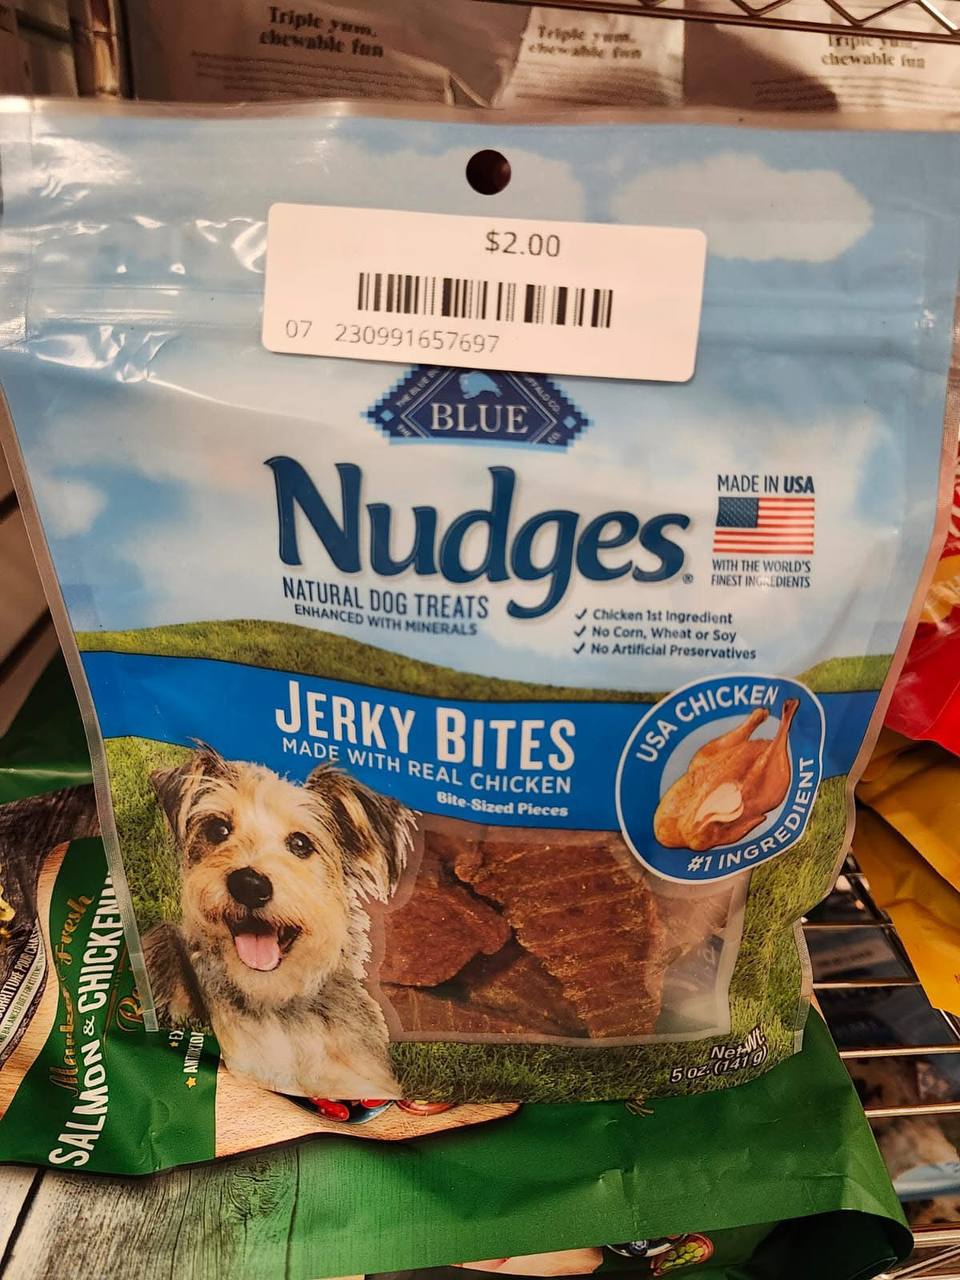 Triple yum,
chewable fun
Triple yum,
chewable fun
Triple yum,
chewable fun
$2.00
07 230991657697
BLUE
Nudges®
NATURAL DOG TREATS
ENHANCED WITH MINERALS
MADE IN USA
WITH THE WORLD'S
FINEST INGREDIENTS
✓ Chicken 1st Ingredient
✓ No Corn, Wheat or Soy
✓ No Artificial Preservatives
JERKY BITES
MADE WITH REAL CHICKEN
Bite-Sized Pieces
USA CHICKEN
#1 INGREDIENT
Net Wt.
5 oz. (141 g)
Fresh
SALMON & CHICKEN